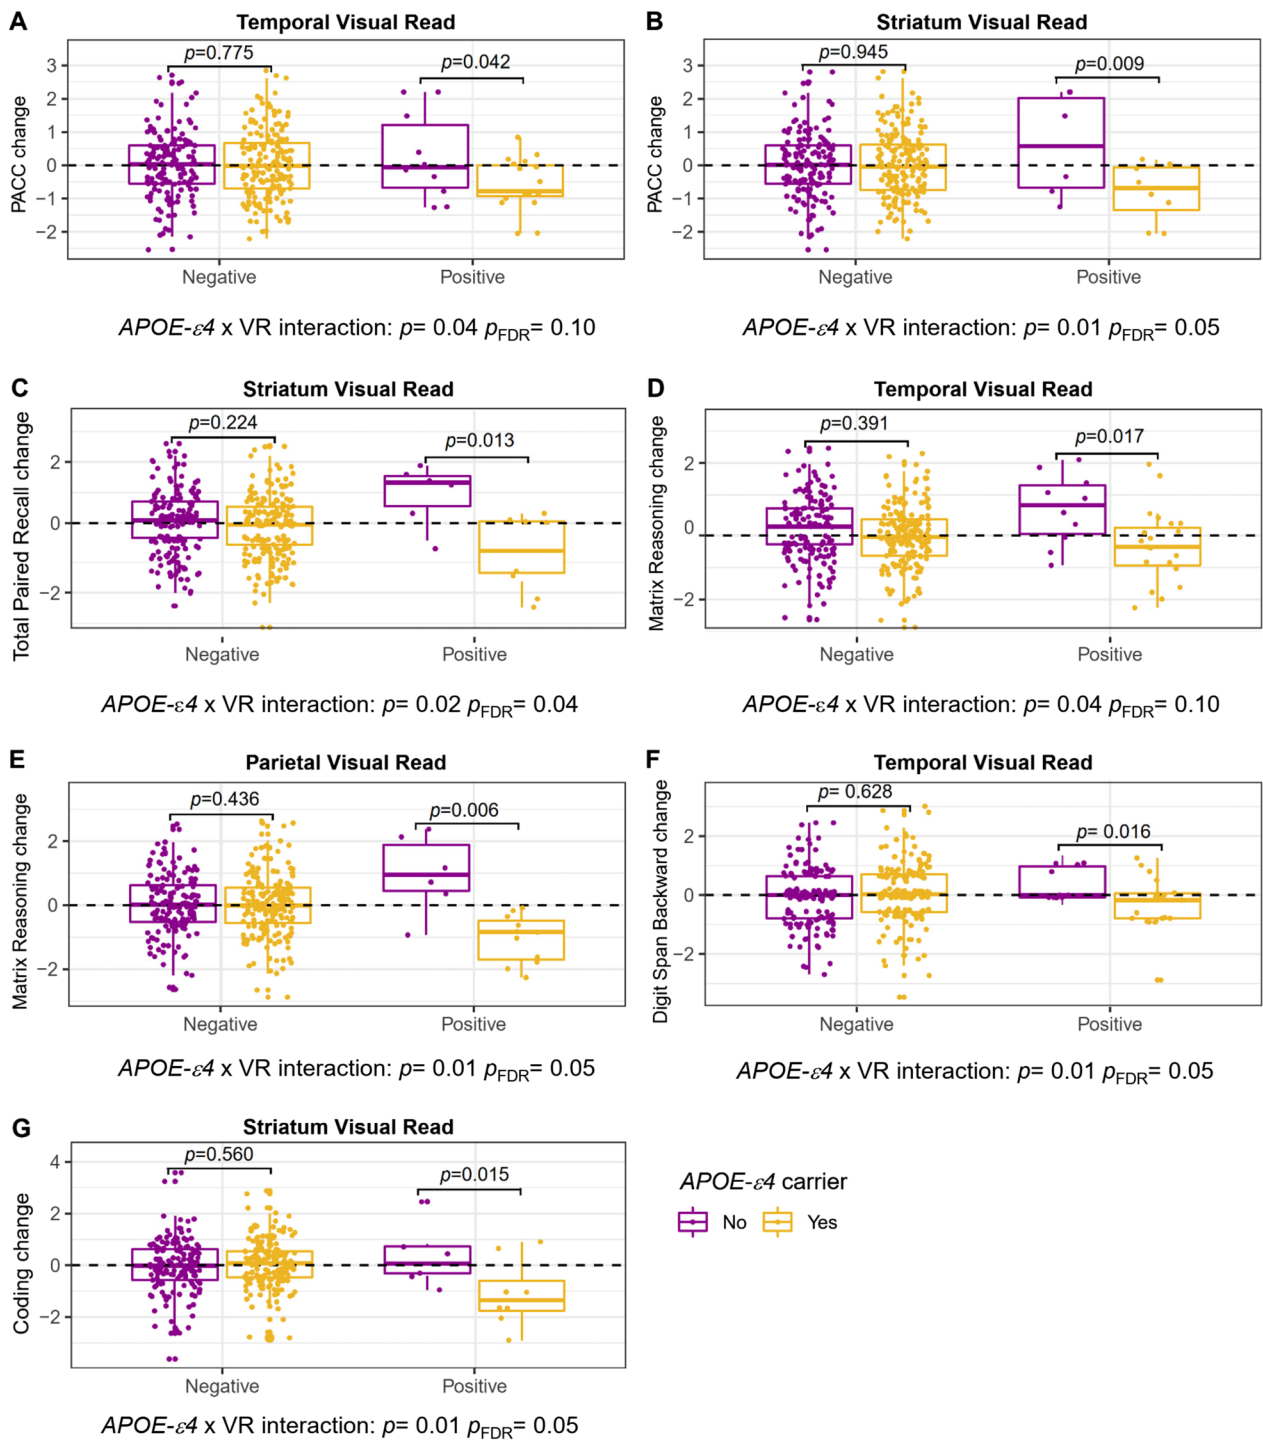 A
Temporal Visual Read
p=0.775
p=0.042
PACC change
3
2
1
0
−1
−2
Negative
Positive
APOE-ε4 x VR interaction: p= 0.04 pFDR= 0.10
B
Striatum Visual Read
p=0.945
p=0.009
PACC change
3
2
1
0
−1
−2
Negative
Positive
APOE-ε4 x VR interaction: p= 0.01 pFDR= 0.05
C
Striatum Visual Read
p=0.224
p=0.013
Total Paired Recall change
2
0
−2
Negative
Positive
APOE-ε4 x VR interaction: p= 0.02 pFDR= 0.04
D
Temporal Visual Read
p=0.391
p=0.017
Matrix Reasoning change
2
0
−2
Negative
Positive
APOE-ε4 x VR interaction: p= 0.04 pFDR= 0.10
E
Parietal Visual Read
p=0.436
p=0.006
Matrix Reasoning change
2
0
−2
Negative
Positive
APOE-ε4 x VR interaction: p= 0.01 pFDR= 0.05
F
Temporal Visual Read
p= 0.628
p= 0.016
Digit Span Backward change
2
0
−2
Negative
Positive
APOE-ε4 x VR interaction: p= 0.01 pFDR= 0.05
G
Striatum Visual Read
p=0.560
p=0.015
Coding change
4
2
0
−2
Negative
Positive
APOE-ε4 x VR interaction: p= 0.01 pFDR= 0.05
APOE-ε4 carrier
No
Yes